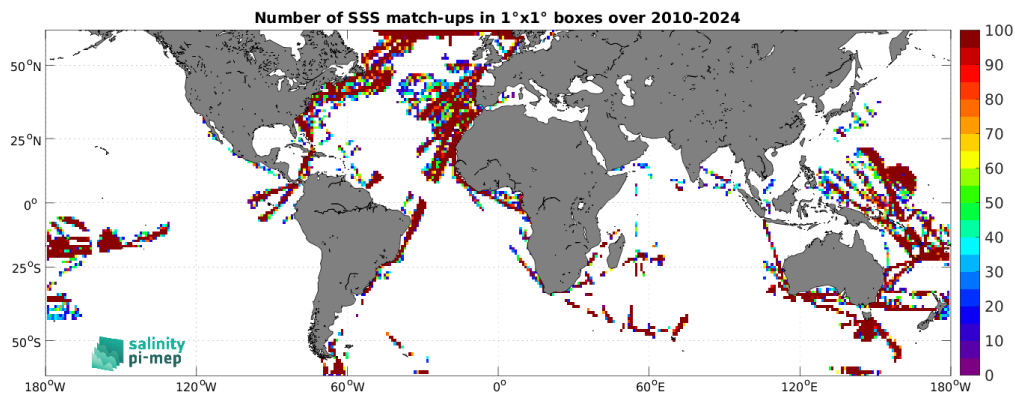 Number of SSS match-ups in 1°x1° boxes over 2010-2024
50°N
25°N
0°
25°S
50°S
180°W
120°W
60°W
0°
60°E
120°E
180°W
100
90
80
70
60
50
40
30
20
10
0
salinity
pi-mep